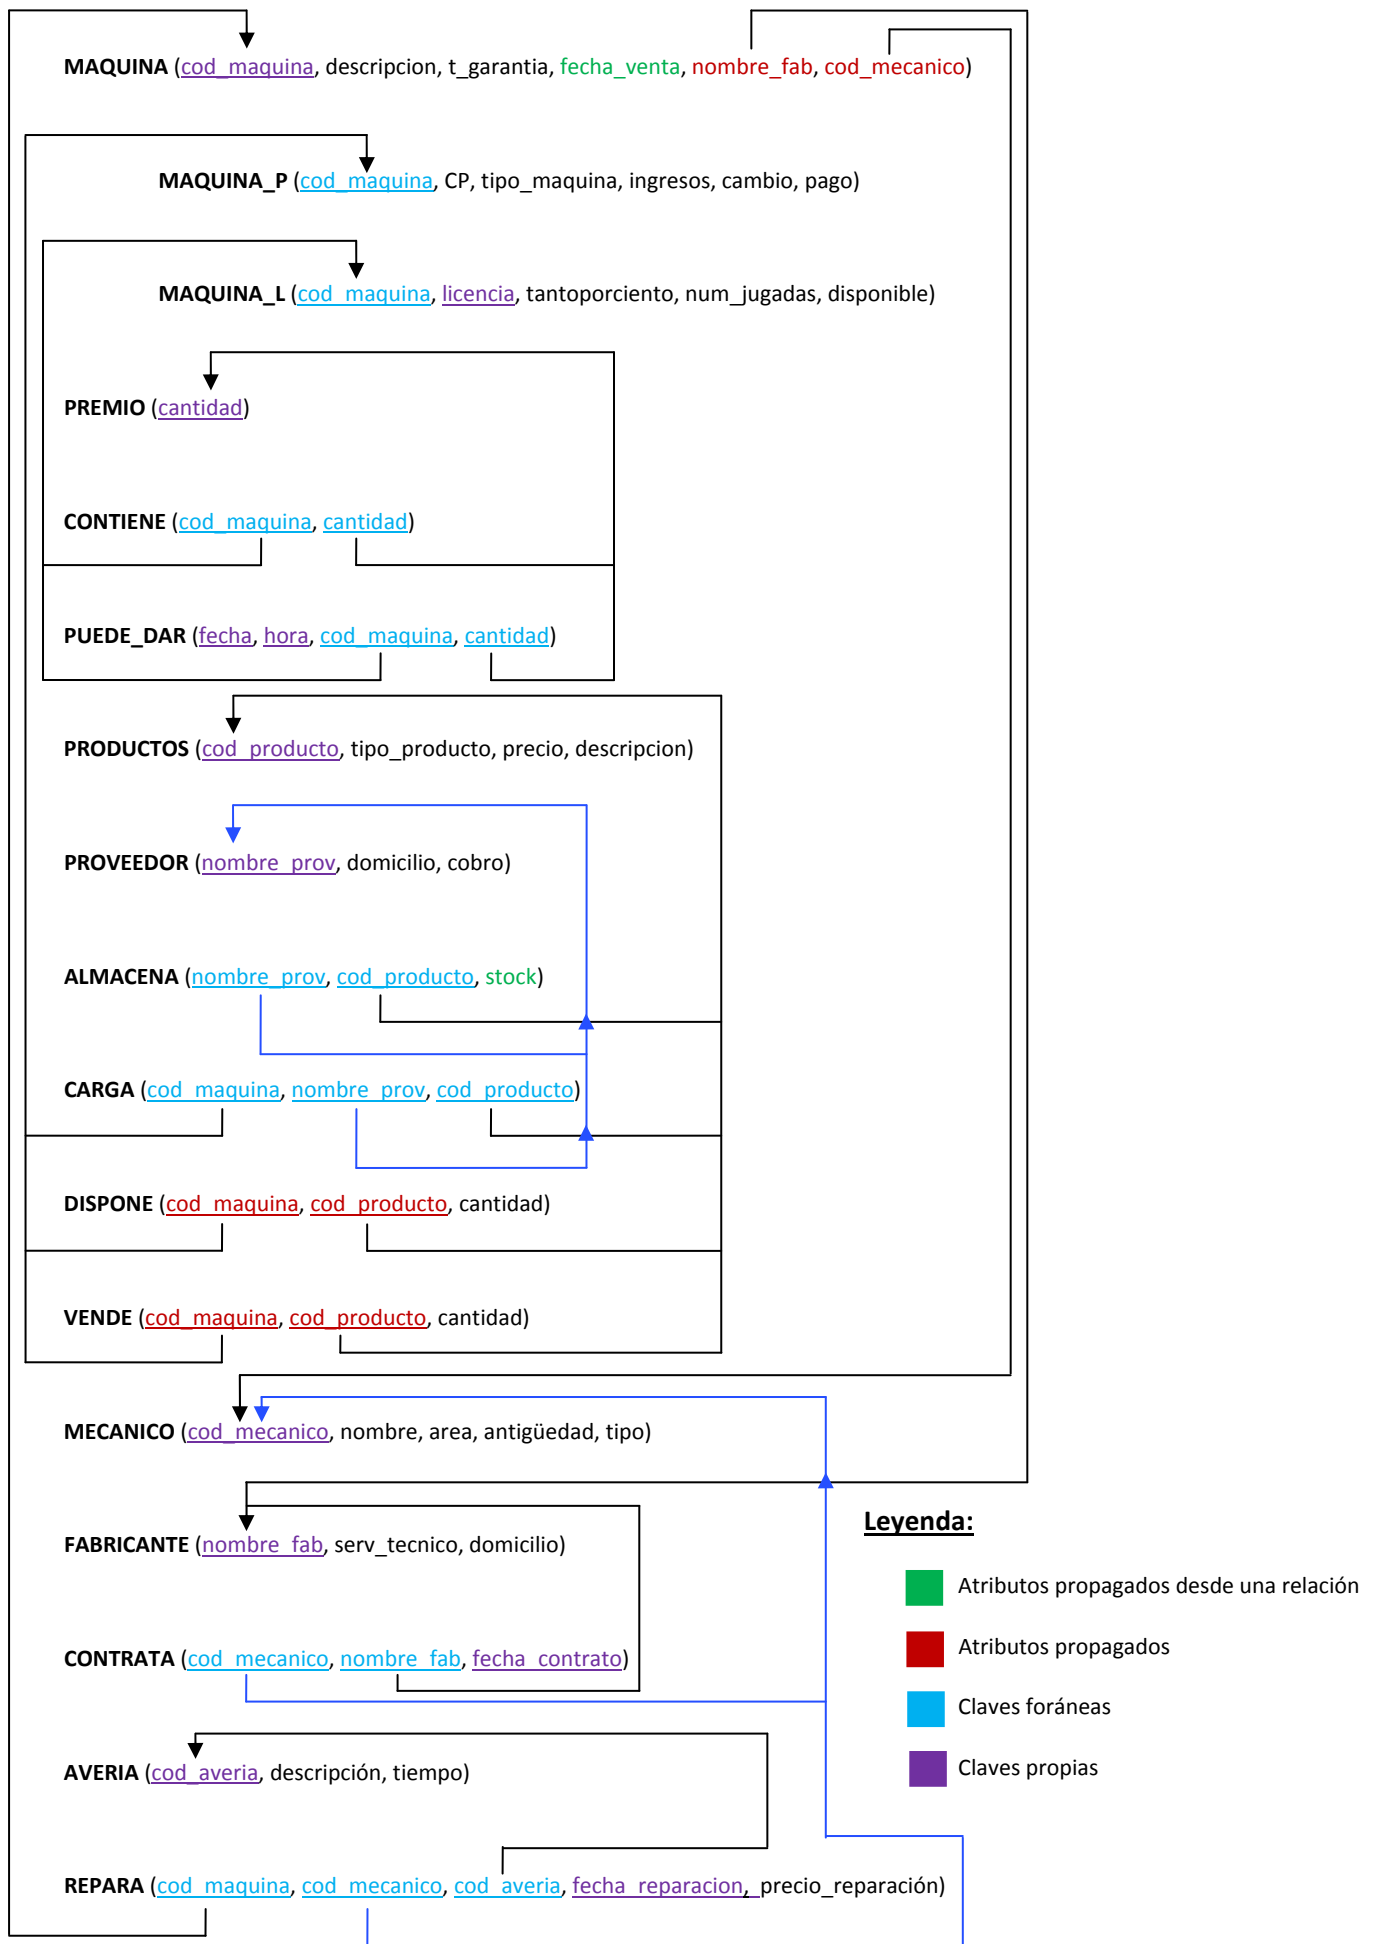 MAQUINA (cod_maquina, descripcion, t_garantia, fecha_venta, nombre_fab, cod_mecanico)
MAQUINA_P (cod_maquina, CP, tipo_maquina, ingresos, cambio, pago)
MAQUINA_L (cod_maquina, licencia, tantoporciento, num_jugadas, disponible)
PREMIO (cantidad)
CONTIENE (cod_maquina, cantidad)
PUEDE_DAR (fecha, hora, cod_maquina, cantidad)
PRODUCTOS (cod_producto, tipo_producto, precio, descripcion)
PROVEEDOR (nombre_prov, domicilio, cobro)
ALMACENA (nombre_prov, cod_producto, stock)
CARGA (cod_maquina, nombre_prov, cod_producto)
DISPONE (cod_maquina, cod_producto, cantidad)
VENDE (cod_maquina, cod_producto, cantidad)
MECANICO (cod_mecanico, nombre, area, antigüedad, tipo)
Leyenda:
FABRICANTE (nombre_fab, serv_tecnico, domicilio)
Atributos propagados desde una relación
Atributos propagados
CONTRATA (cod_mecanico, nombre_fab, fecha_contrato)
Claves foráneas
AVERIA (cod_averia, descripción, tiempo)
Claves propias
REPARA (cod_maquina, cod_mecanico, cod_averia, fecha_reparacion, precio_reparación)